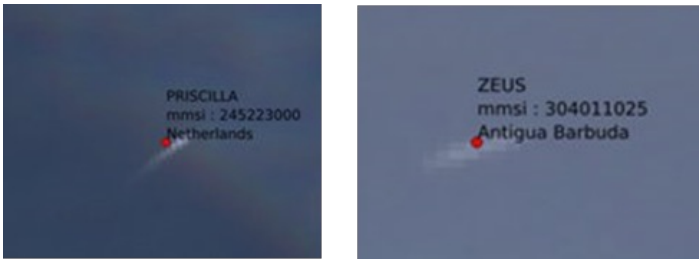 PRISCILLA
mmsi : 245223000
Netherlands
ZEUS
mmsi : 304011025
Antigua Barbuda